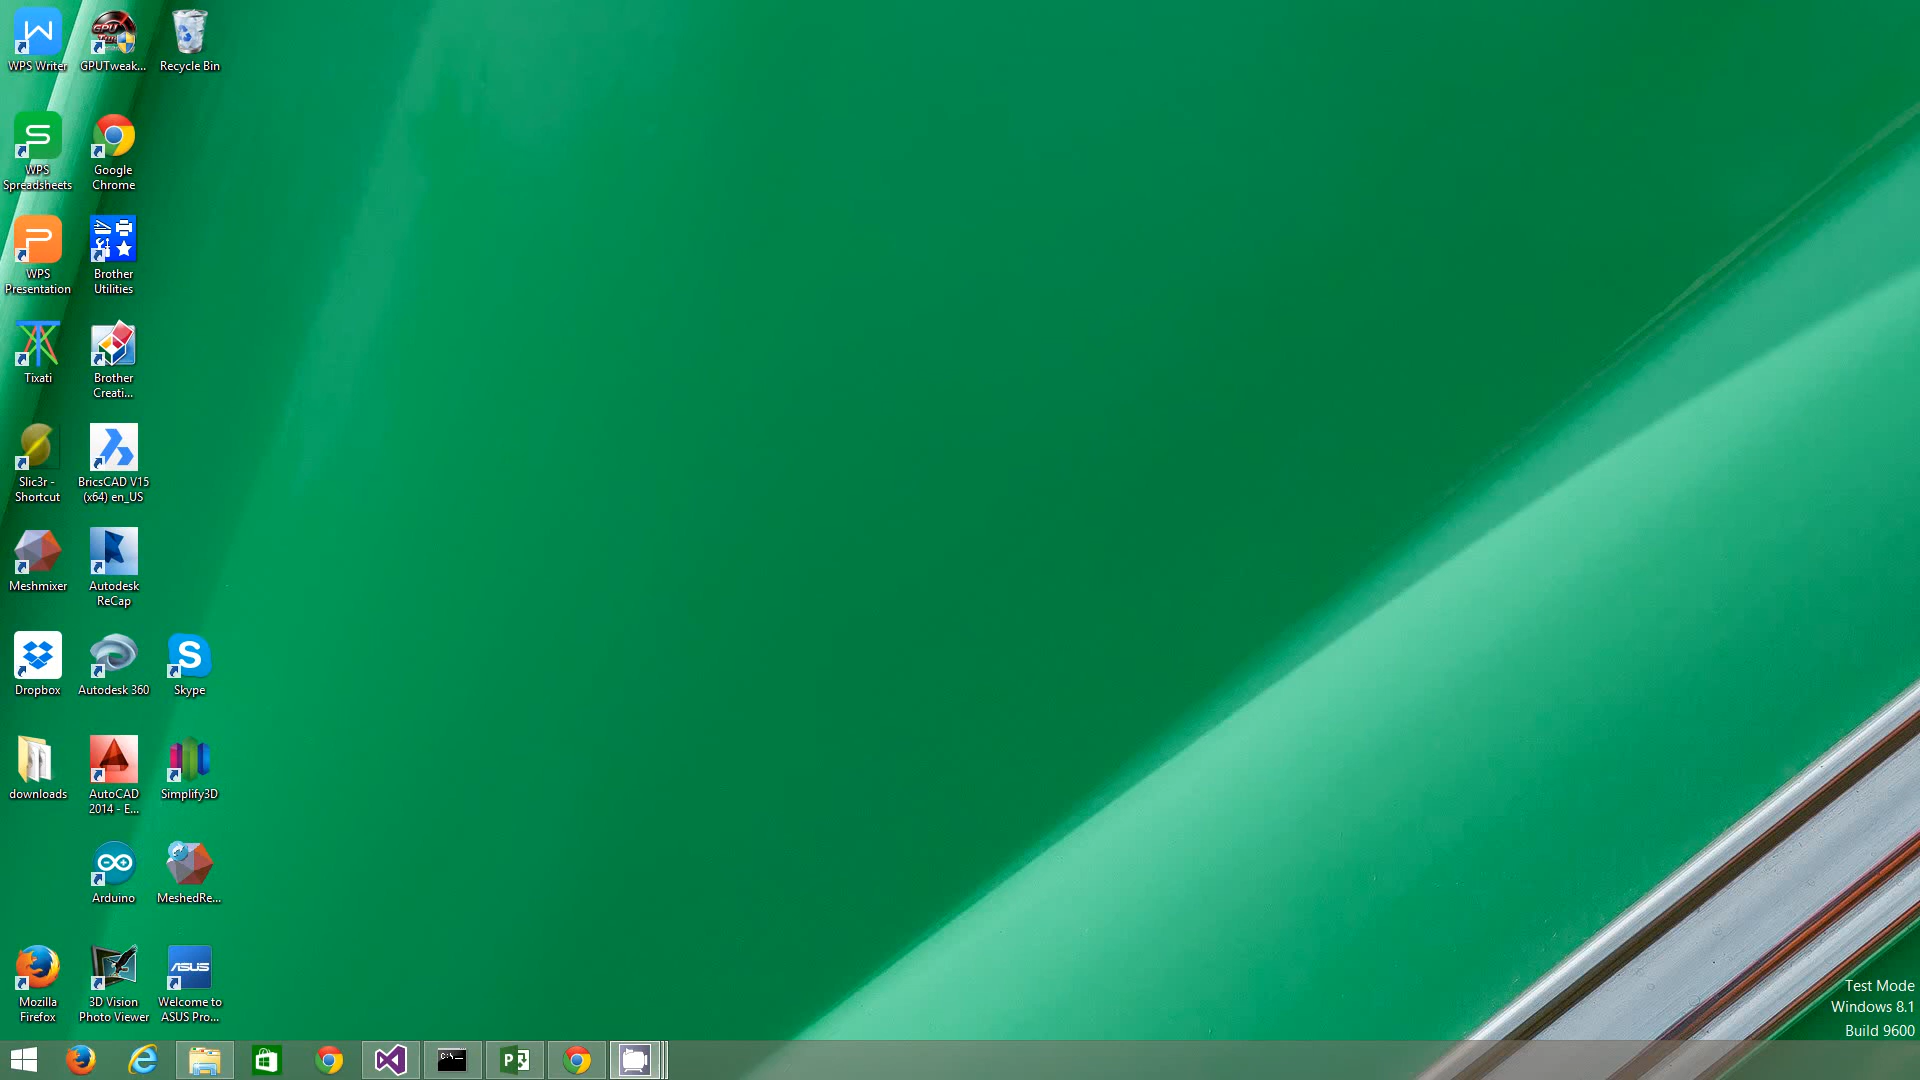 WPS Writer
GPUTweak...
Recycle Bin
WPS
Spreadsheets
Google
Chrome
WPS
Presentation
Brother
Utilities
Tixati
Brother
Creati...
Slic3r -
Shortcut
BricsCAD V15
(x64) en_US
Meshmixer
Autodesk
ReCap
Dropbox
Autodesk 360
Skype
downloads
AutoCAD
2014 - E...
Simplify3D
Arduino
MeshedRe...
Mozilla
Firefox
3D Vision
Photo Viewer
ASUS
Welcome to
ASUS Pro...
Test Mode
Windows 8.1
Build 9600